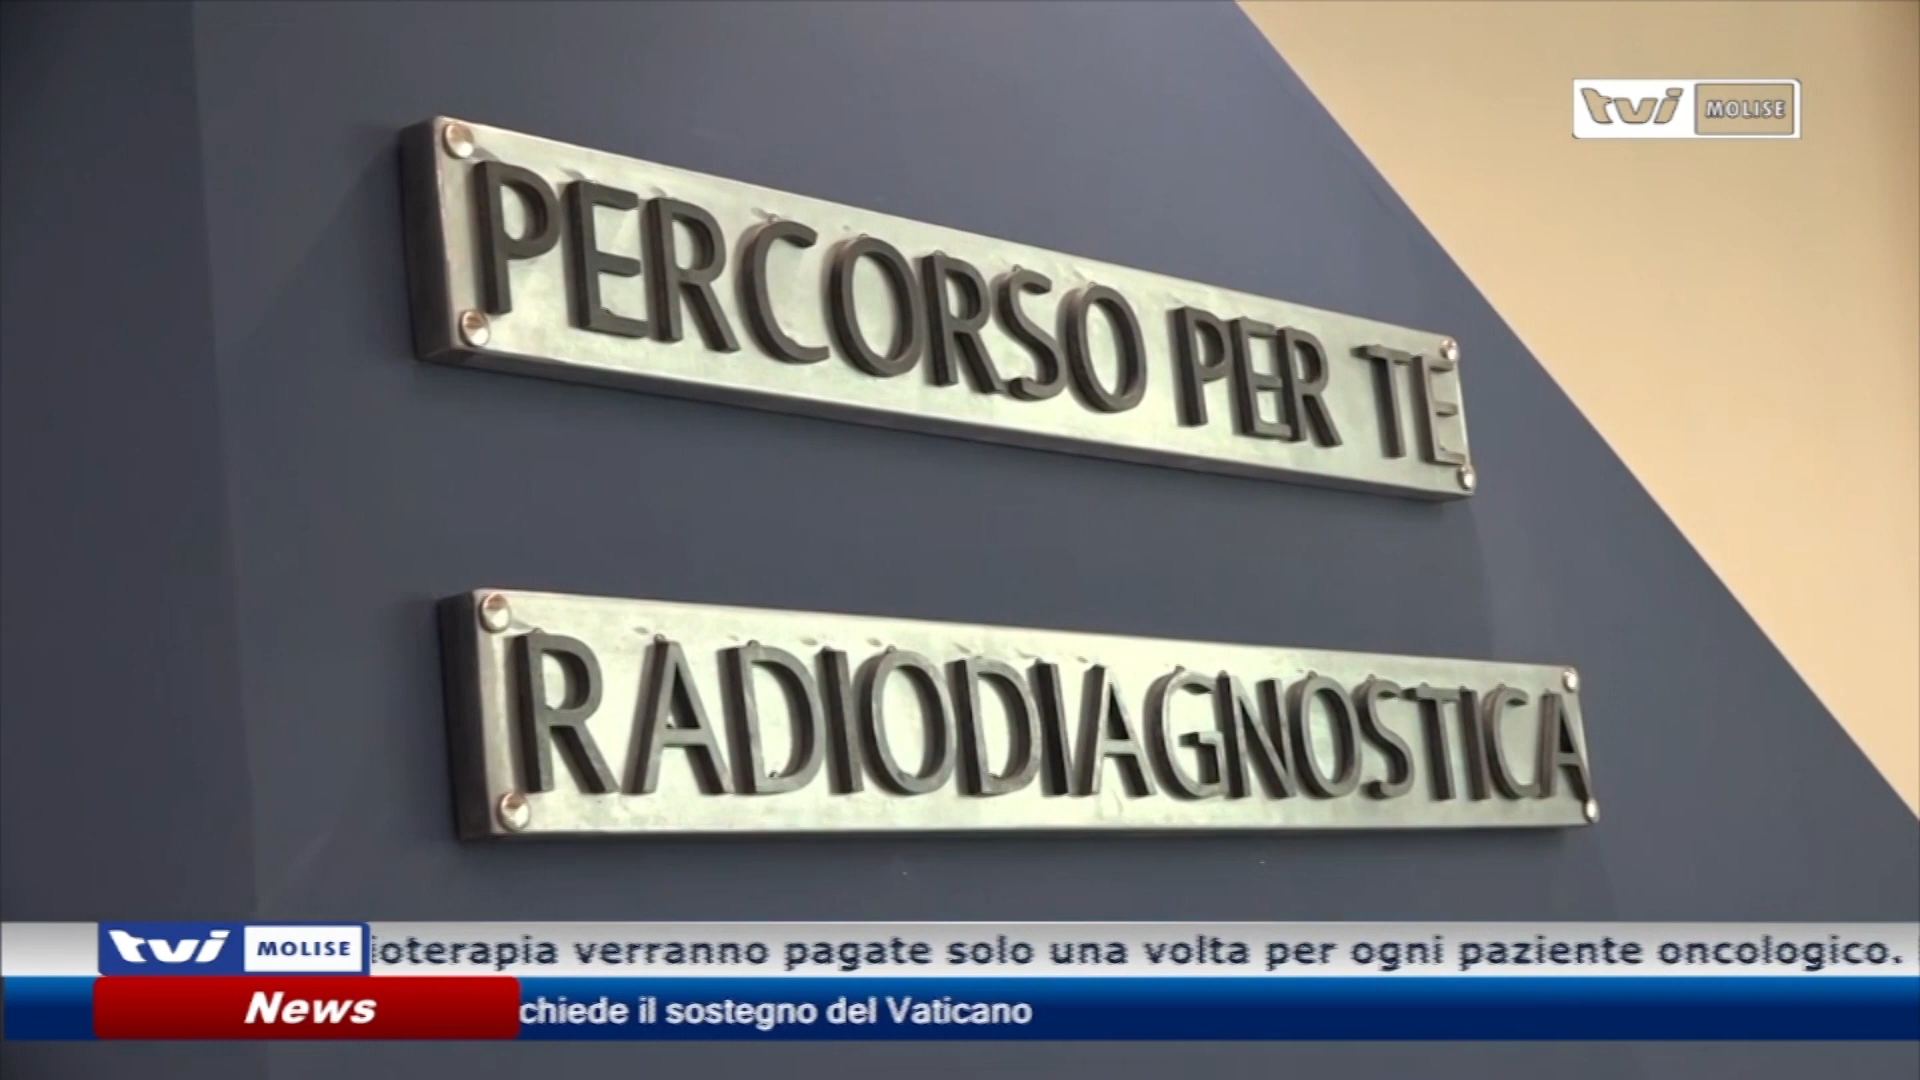 tvi MOLISE
PERCORSO PER TE
RADIODIAGNOSTICA
tvi MOLISE ioterapia verranno pagate solo una volta per ogni paziente oncologico.
News chiede il sostegno del Vaticano